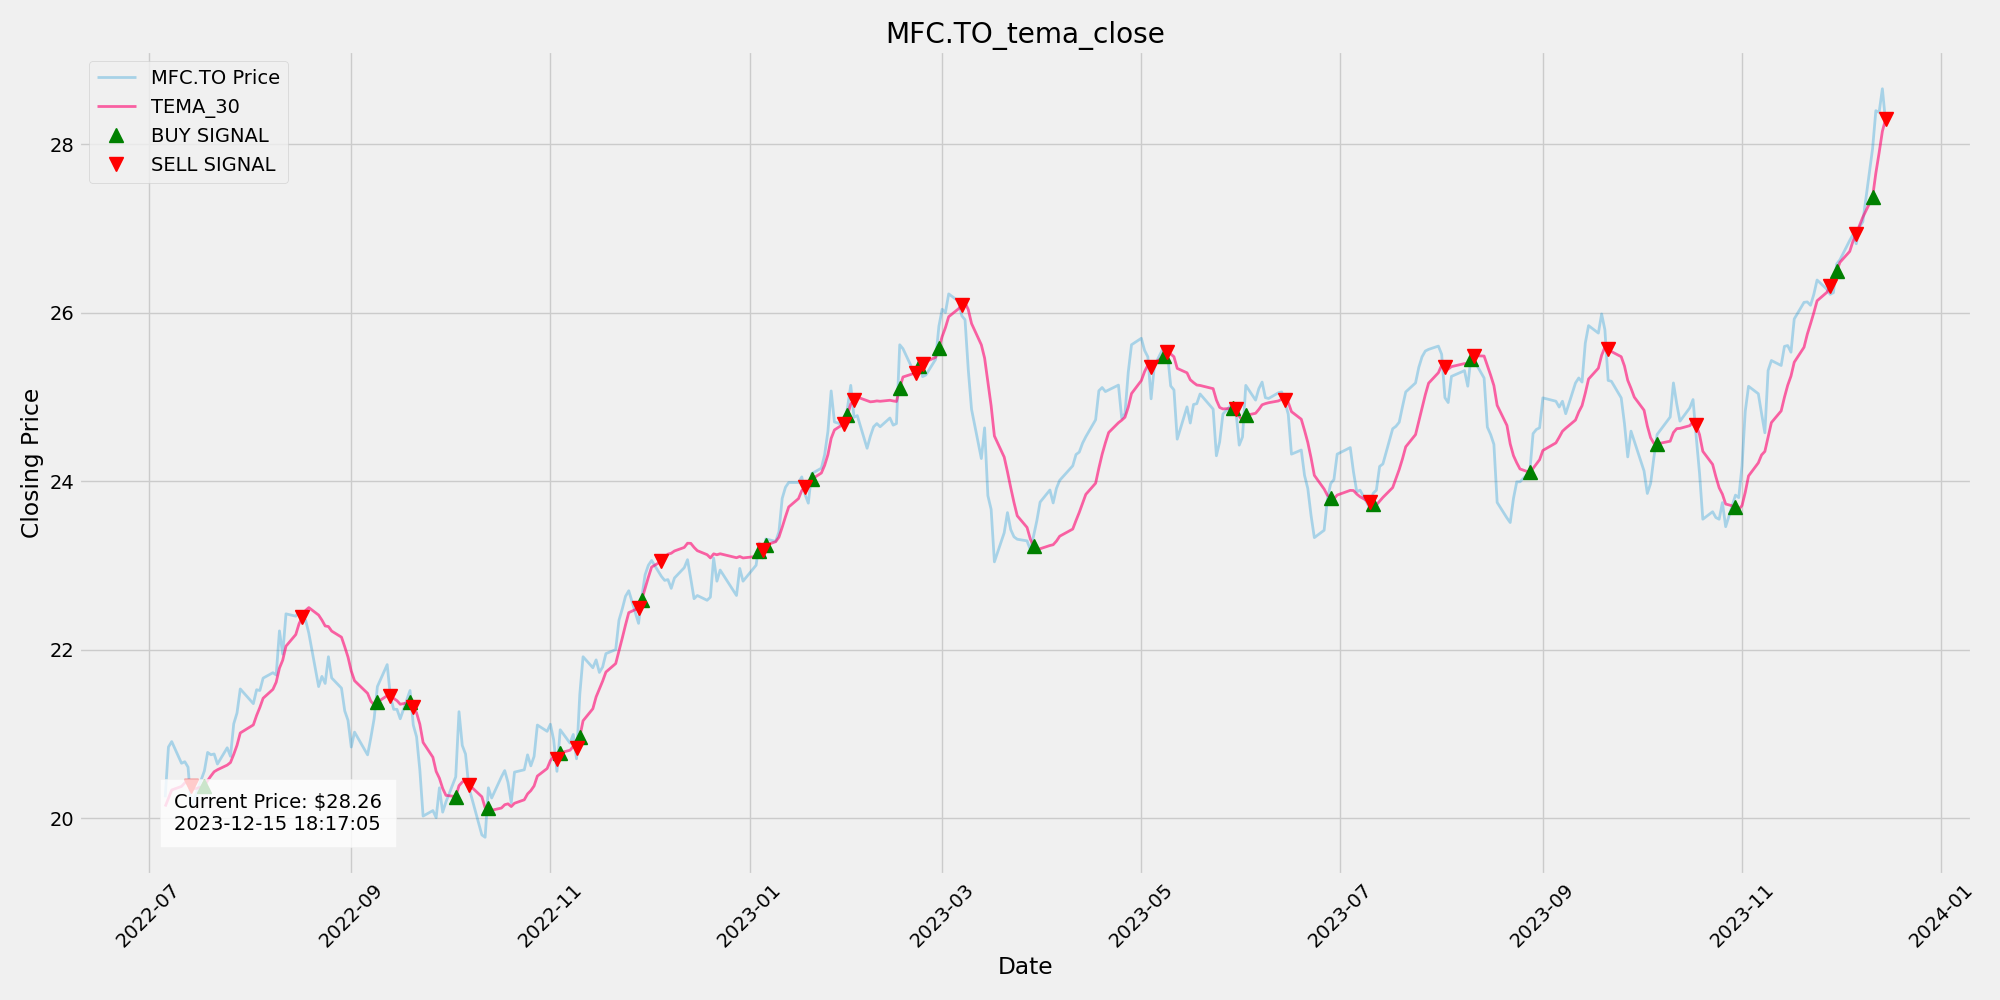 MFC.TO_tema_close
MFC.TO Price
TEMA_30
BUY SIGNAL
SELL SIGNAL
Closing Price
28
26
24
22
20
Current Price: $28.26
2023-12-15 18:17:05
2022-07
2022-09
2022-11
2023-01
2023-03
2023-05
2023-07
2023-09
2023-11
2024-01
Date